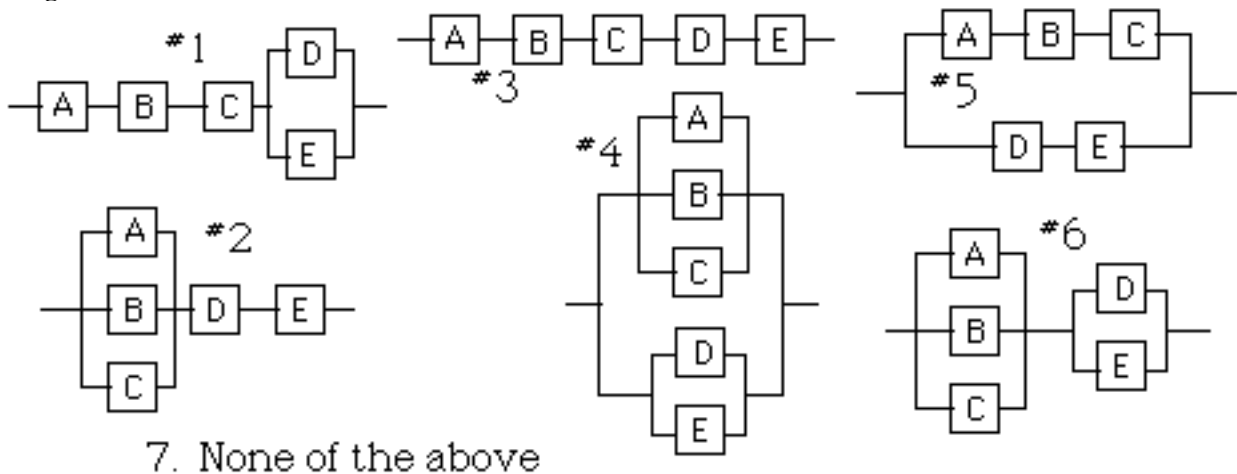 #1
A B C D E
#3
A B C D E
#5
A B C
D E
#2
A
B D E
C
#4
A
B
C
D
E
#6
A
B
C
D
E
7. None of the above